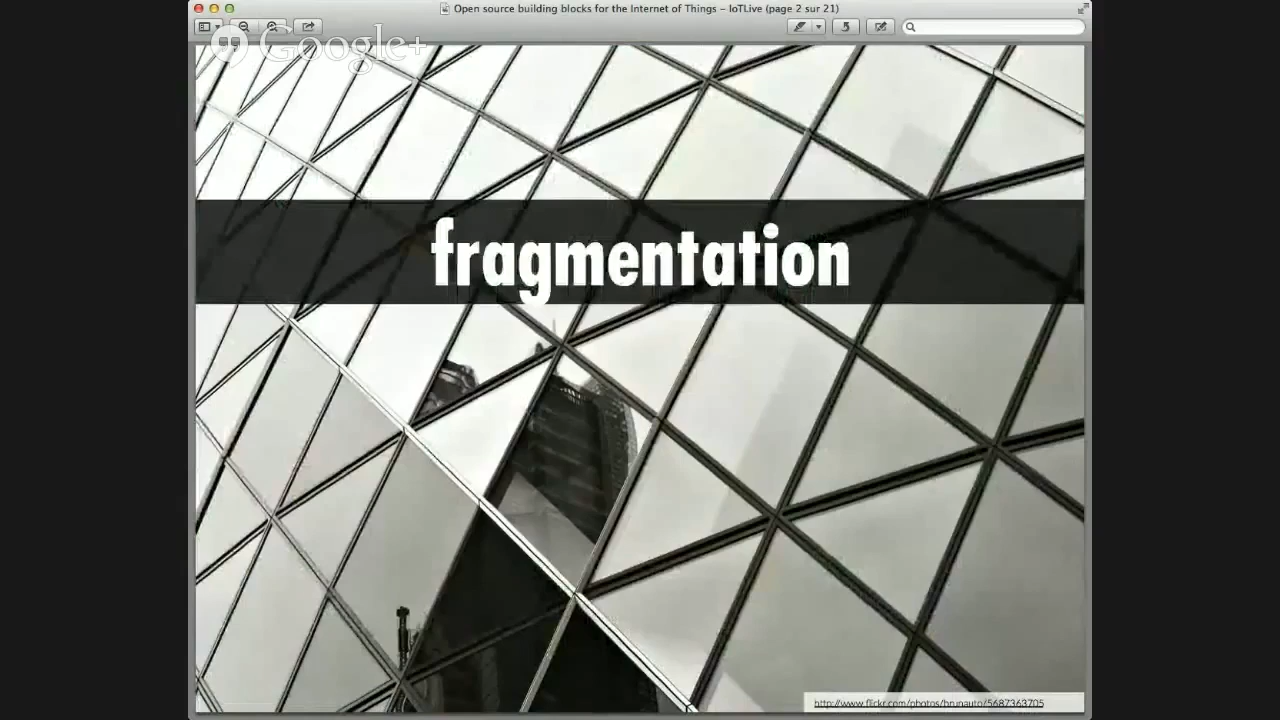 Open source building blocks for the Internet of Things – IoTLive (page 2 sur 21)
Google+
fragmentation
http://www.flickr.com/photos/brunauto/5687363705